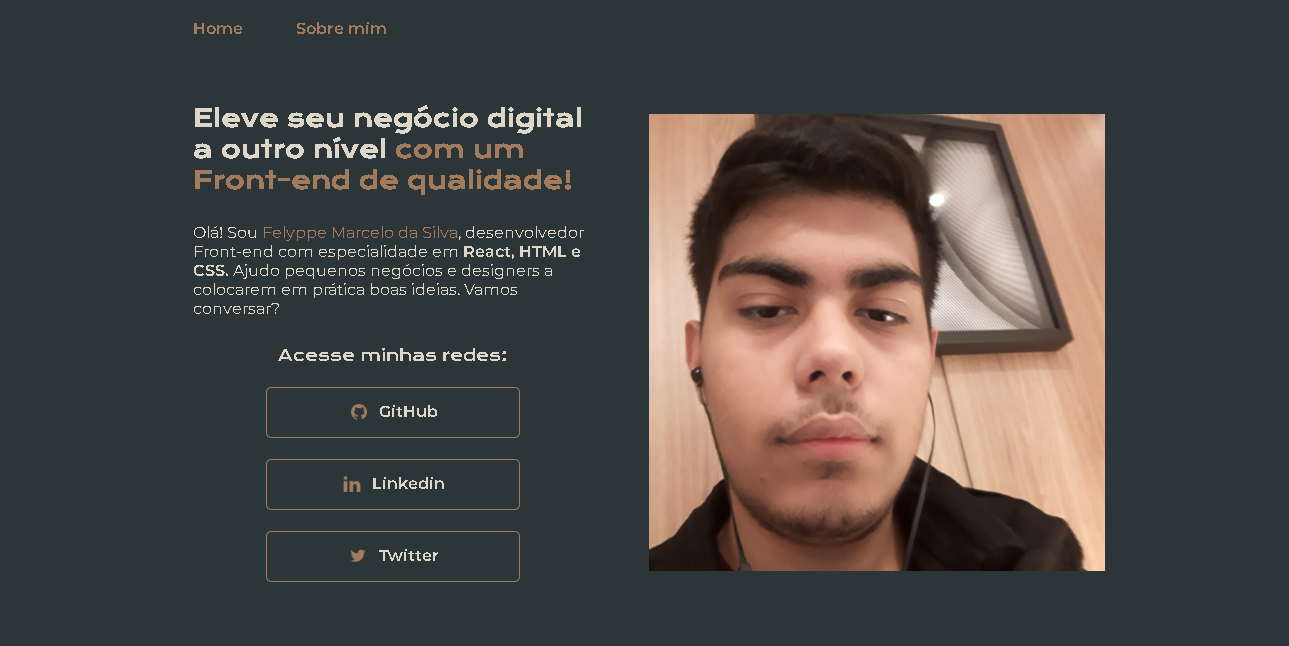 Home
Sobre mim
Eleve seu negócio digital
a outro nível com um
Front-end de qualidade!
Olá! Sou Felyppe Marcelo da Silva, desenvolvedor
Front-end com especialidade em React, HTML e
CSS. Ajudo pequenos negócios e designers a
colocarem em prática boas ideias. Vamos
conversar?
Acesse minhas redes:
GitHub
Linkedin
Twitter